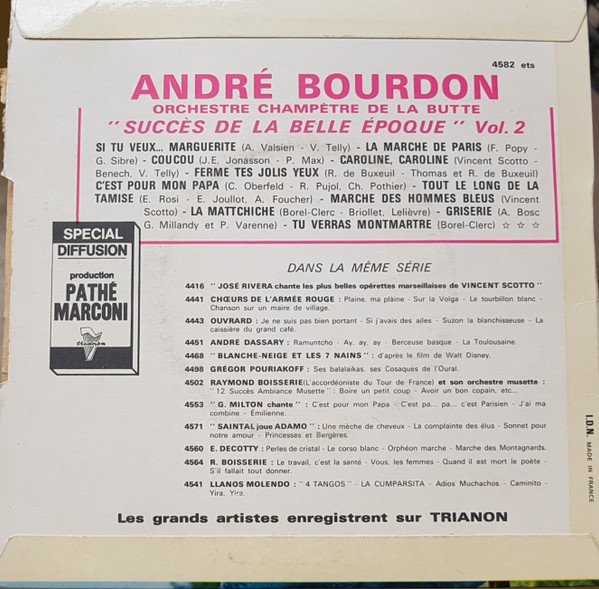 4582 ets
ANDRÉ BOURDON
ORCHESTRE CHAMPÈTRE DE LA BUTTE
" SUCCÈS DE LA BELLE ÉPOQUE " Vol. 2
SI TU VEUX... MARGUERITE (A. Valsien - V. Telly) - LA MARCHE DE PARIS (F. Popy -
G. Sibre) - COUCOU (J.E. Jonasson - P. Max) - CAROLINE, CAROLINE (Vincent Scotto -
Benech, V. Telly) - FERME TES JOLIS YEUX (R. de Buxeuil - Thomas et R. de Buxeuil)
C'EST POUR MON PAPA (C. Oberfeld - R. Pujol, Ch. Pothier) - TOUT LE LONG DE LA
TAMISE (E. Rosi - E. Joullot, A. Foucher) - MARCHE DES HOMMES BLEUS (Vincent
Scotto) - LA MATTCHICHE (Borel-Clerc - Briollet, Lelièvre) - GRISERIE (A. Bosc
G. Millandy et P. Varenne) - TU VERRAS MONTMARTRE (Borel-Clerc) ☆ ☆ ☆
SPECIAL
DIFFUSION
production
PATHÉ
MARCONI
trianon
DANS LA MÊME SÉRIE
4416 " JOSE RIVERA chante les plus belles opérettes marseillaises de VINCENT SCOTTO "
4441 CHŒURS DE L'ARMÉE ROUGE : Plaine, ma plaine - Sur la Volga - Le tourbillon blanc -
Chanson sur un maire de village.
4443 OUVRARD : Je ne suis pas bien portant - Si j'avais des ailes - Suzon la blanchisseuse - La
caissière du grand café.
4451 ANDRÉ DASSARY : Ramuntcho - Ay, ay, ay - Berceuse basque - La Toulousaine.
4468 " BLANCHE-NEIGE ET LES 7 NAINS " : d'après le film de Walt Disney.
4498 GRÉGOR POURIAKOFF : Ses balalaïkas, ses Cosaques de l'Oural.
4502 RAYMOND BOISSERIE(L'accordéoniste du Tour de France) et son orchestre musette :
" 12 Succès Ambiance Musette " : Boire un petit coup - Avoir un bon copain, etc...
4553 " G. MILTON chante " : C'est pour mon Papa - C'est pa... pa... c'est Parisien - J'ai ma
combine - Émilienne.
4571 " SAINTAL joue ADAMO " : Une mèche de cheveux - La complainte des élus - Sonnet pour
notre amour - Princesses et Bergères.
4560 E. DECOTTY : Perles de cristal - Le corso blanc - Orphéon marche - Marche des Montagnards.
4564 R. BOISSERIE : Le travail, c'est la santé - Vous, les femmes - Quand il est mort le poète -
S'il fallait tout donner.
4541 LLANOS MOLENDO : " 4 TANGOS " - LA CUMPARSITA - Adios Muchachos - Caminito -
Yira, Yira.
Les grands artistes enregistrent sur TRIANON
I.D.N. MADE IN FRANCE